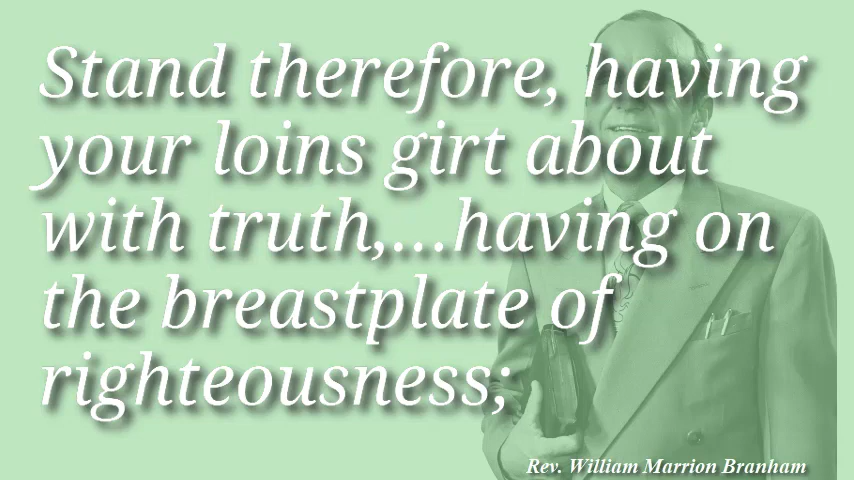 Stand therefore, having
your loins girt about
with truth,...having on
the breastplate of
righteousness;
Rev. William Marrion Branham